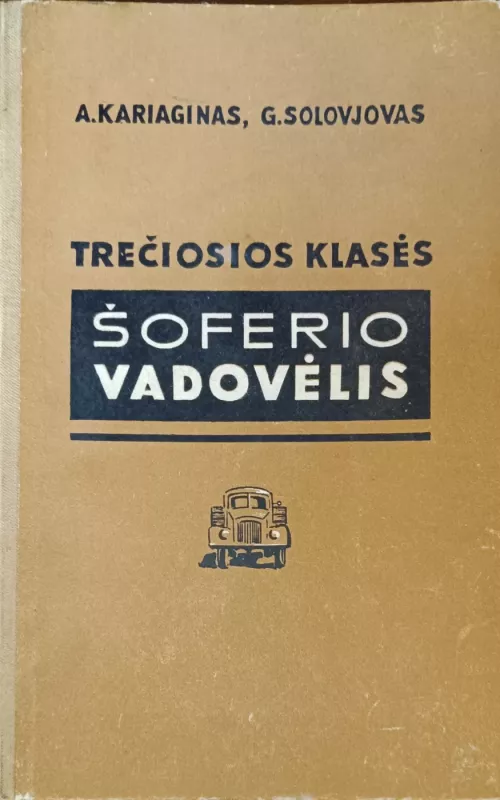 A.KARIAGINAS, G.SOLOVJOVAS
TREČIOSIOS KLASĖS
ŠOFERIO
VADOVĖLIS